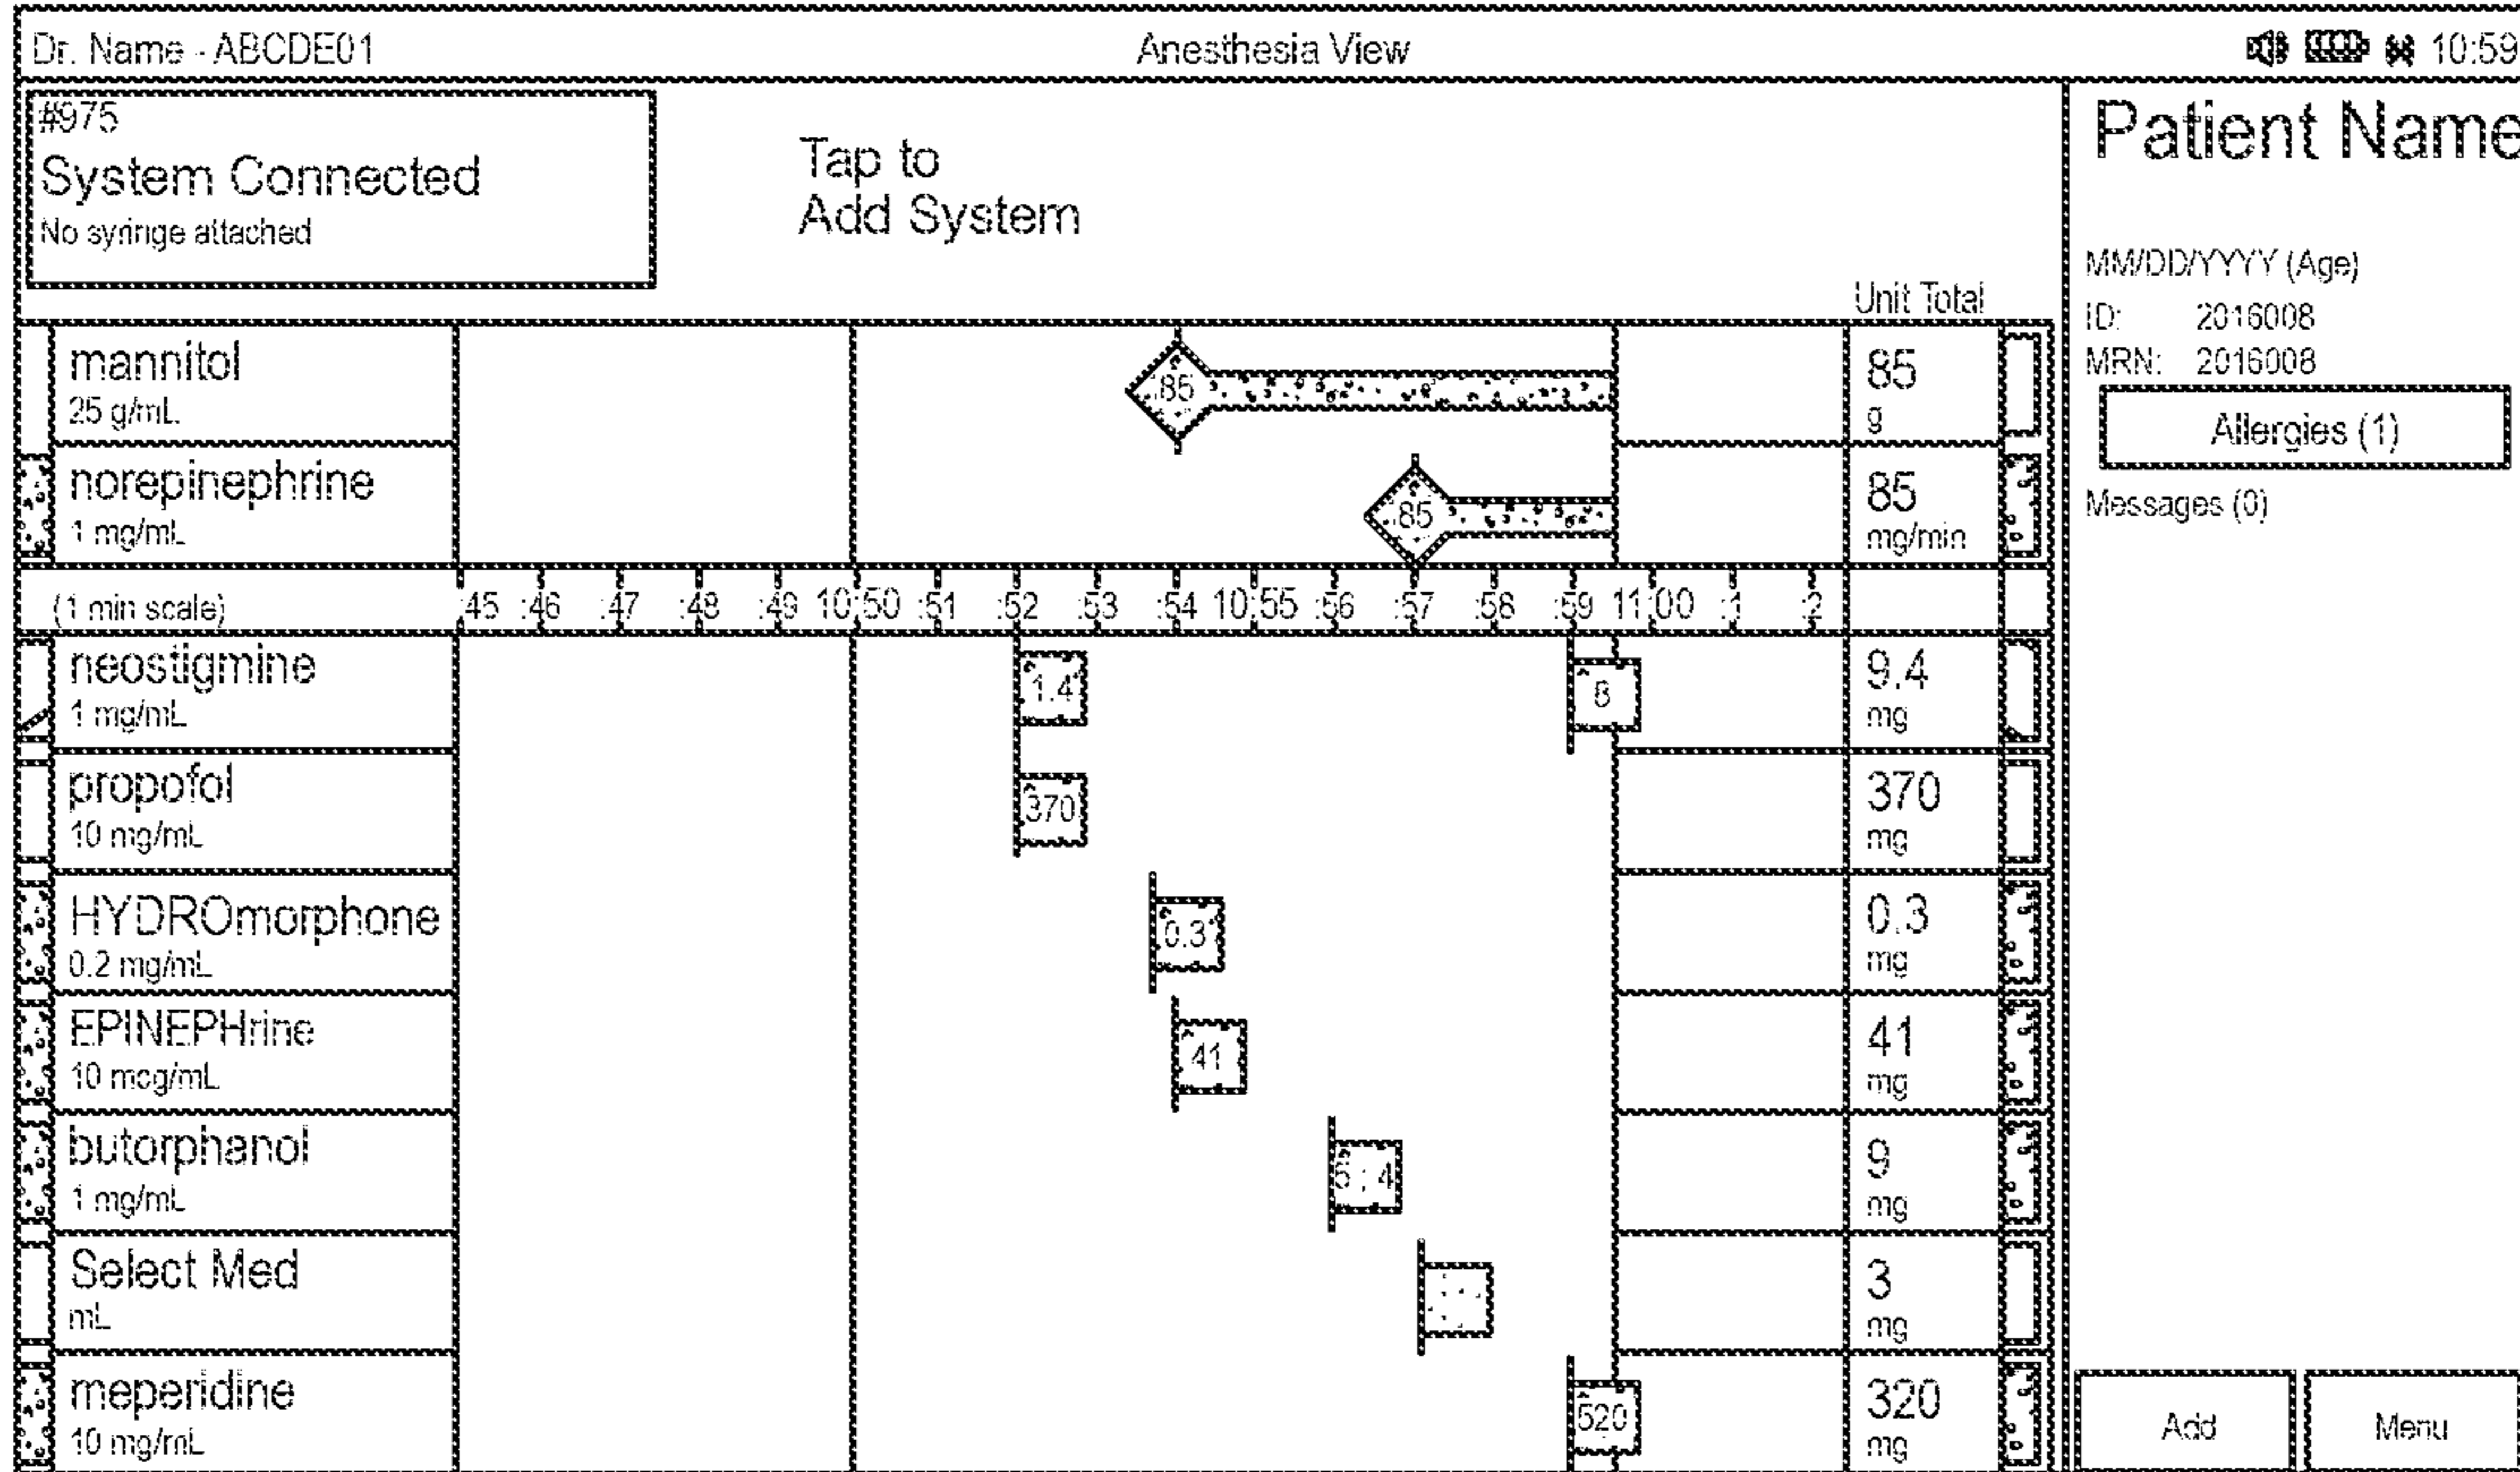 Dr. Name - ABCDE01 Anesthesia View 10:59
#975
System Connected
No syringe attached
Tap to
Add System
Unit Total
Patient Name
MM/DD/YYYY (Age)
ID: 2016008
MRN: 2016008
Allergies (1)
Messages (0)
mannitol
25 g/mL
85
85
g
norepinephrine
1 mg/mL
85
85
mg/min
(1 min scale) :45 :46 :47 :48 :49 10:50 :51 :52 :53 :54 10:55 :56 :57 :58 :59 11:00 :1 :2
neostigmine
1 mg/mL
1.4
8
9.4
mg
propofol
10 mg/mL
370
370
mg
HYDROmorphone
0.2 mg/mL
0.3
0.3
mg
EPINEPHrine
10 mcg/mL
41
41
mg
butorphanol
1 mg/mL
5 ; 4
9
mg
Select Med
mL
3
mg
meperidine
10 mg/mL
520
320
mg
Add
Menu